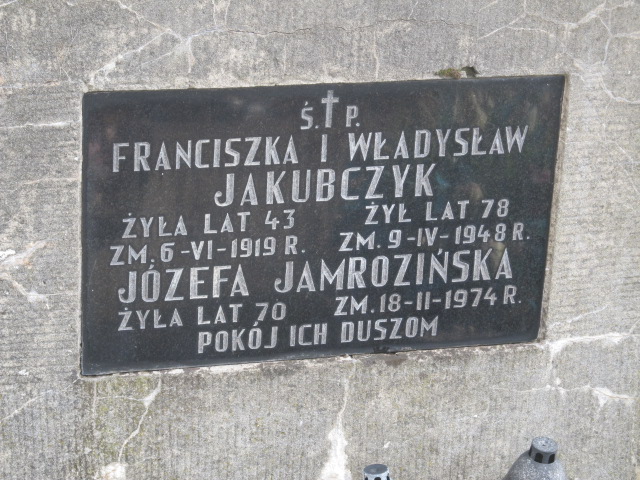 Ś.✝P.
FRANCISZKA I WŁADYSŁAW
JAKUBCZYK
ŻYŁA LAT 43 ŻYŁ LAT 78
ZM. 6-VI-1919 R. ZM. 9-IV-1948 R.
JÓZEFA JAMROZIŃSKA
ŻYŁA LAT 70 ZM. 18-II-1974 R.
POKÓJ ICH DUSZOM